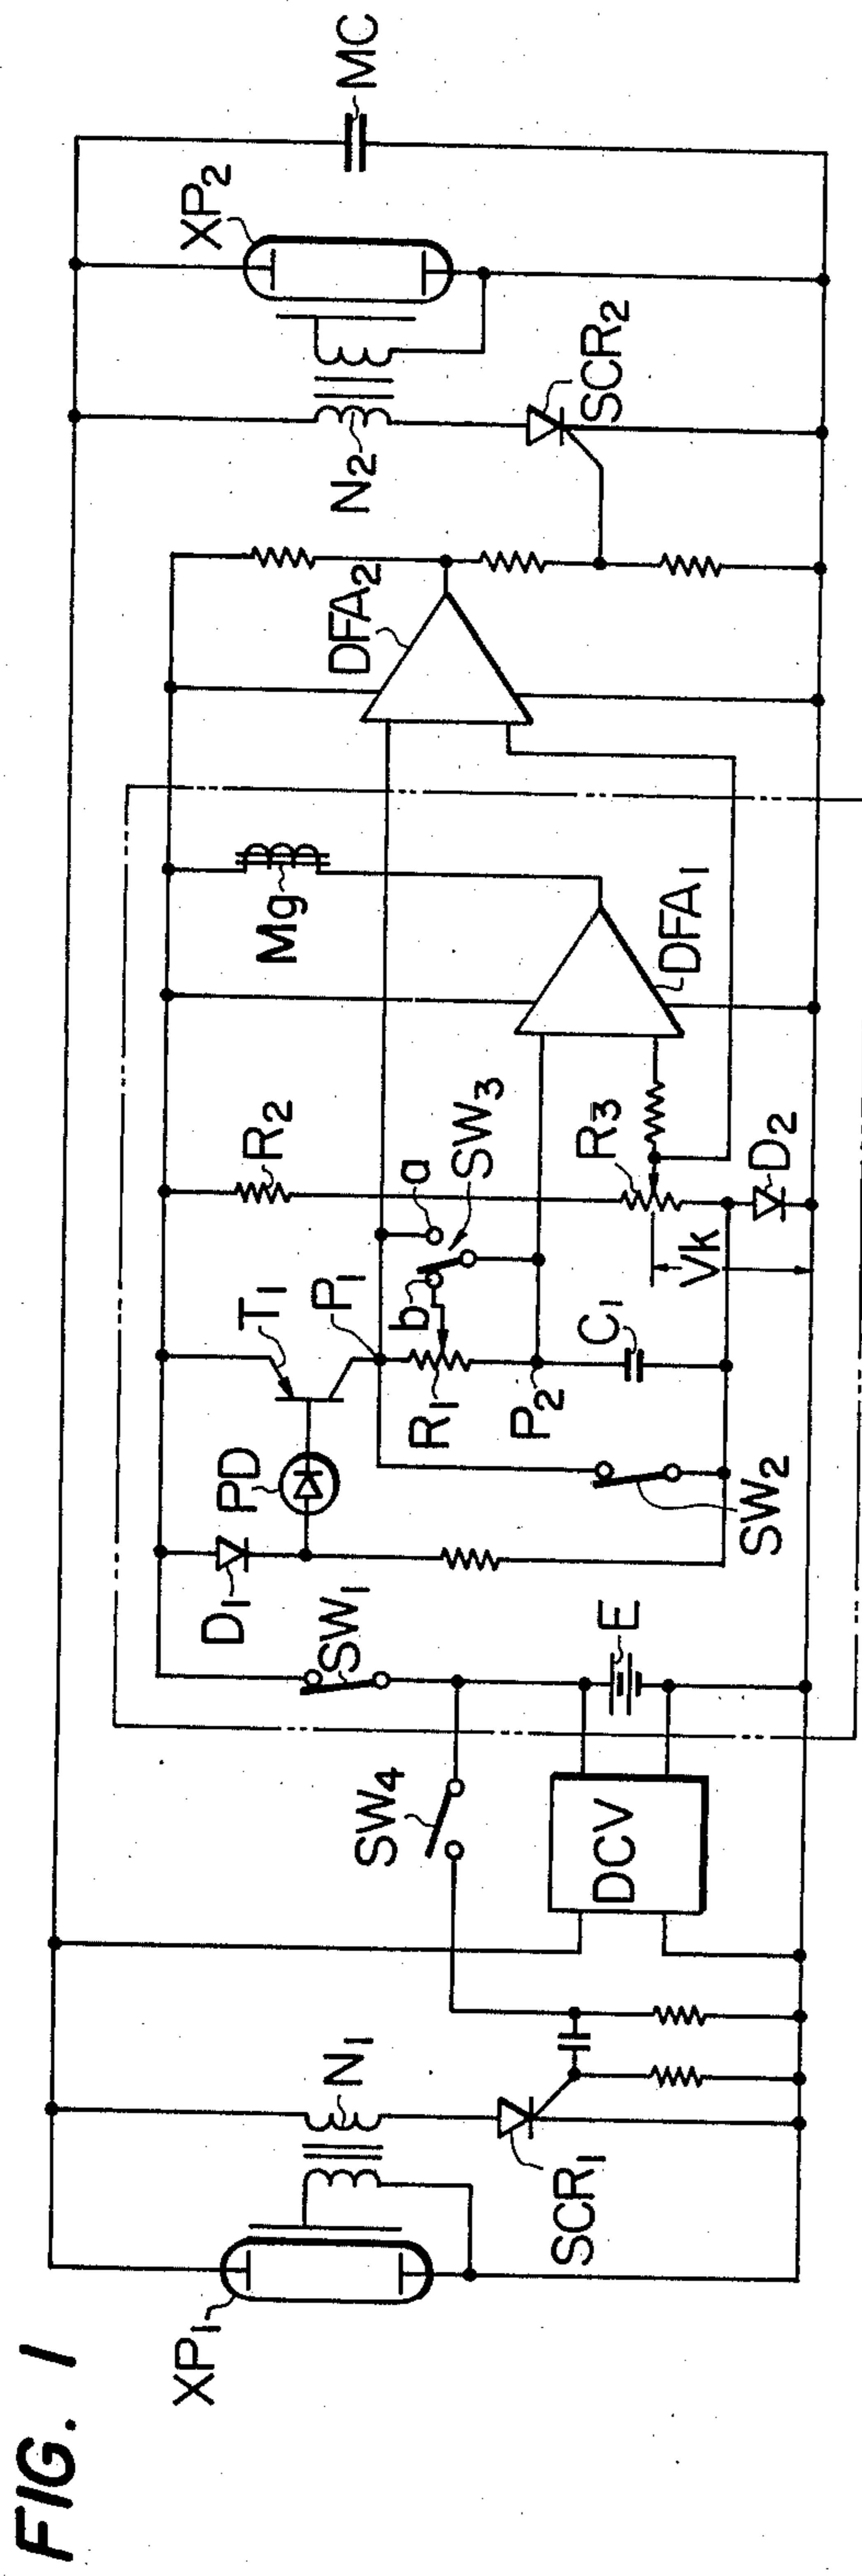 FIG. 1
XP1
N1
SCR1
SW4
DCV
E
SW1
D1
PD
T1
P1
R1
b
a
SW3
P2
C1
SW2
R2
R3
Vk
D2
Mg
DFA1
DFA2
N2
SCR2
XP2
MC